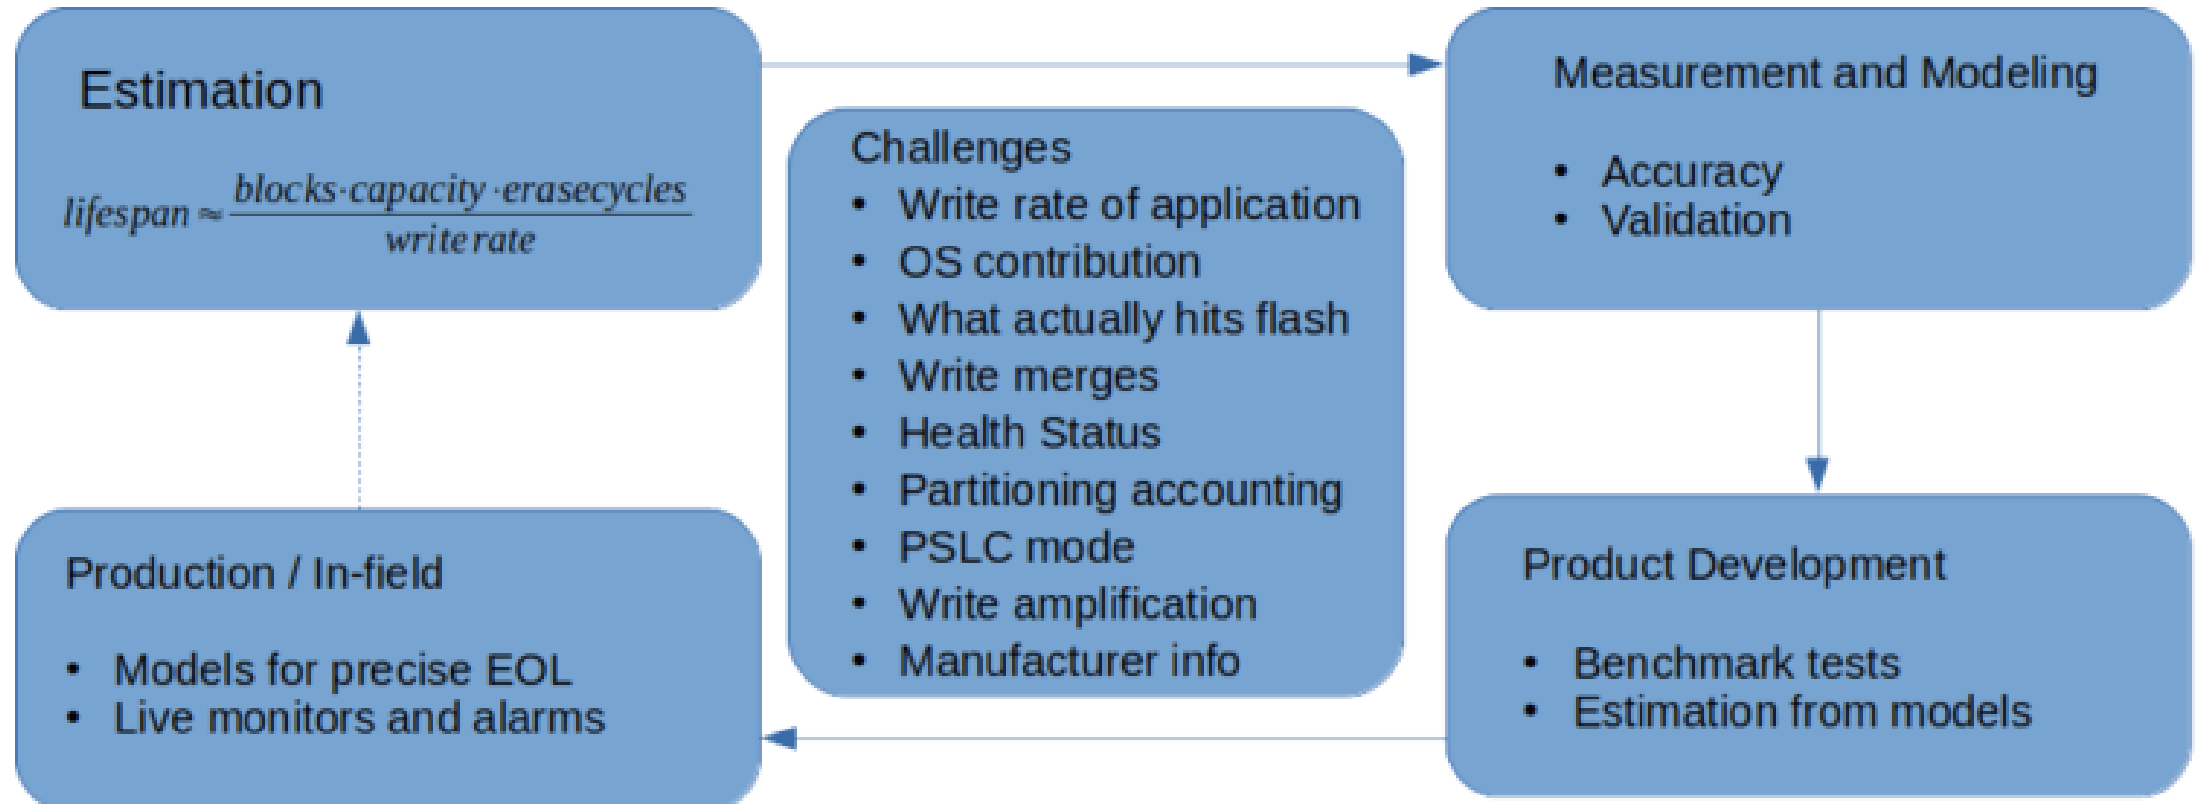 Estimation
lifespan ≈ blocks·capacity·erasecycles / write rate
Measurement and Modeling
• Accuracy
• Validation
Challenges
• Write rate of application
• OS contribution
• What actually hits flash
• Write merges
• Health Status
• Partitioning accounting
• PSLC mode
• Write amplification
• Manufacturer info
Production / In-field
• Models for precise EOL
• Live monitors and alarms
Product Development
• Benchmark tests
• Estimation from models